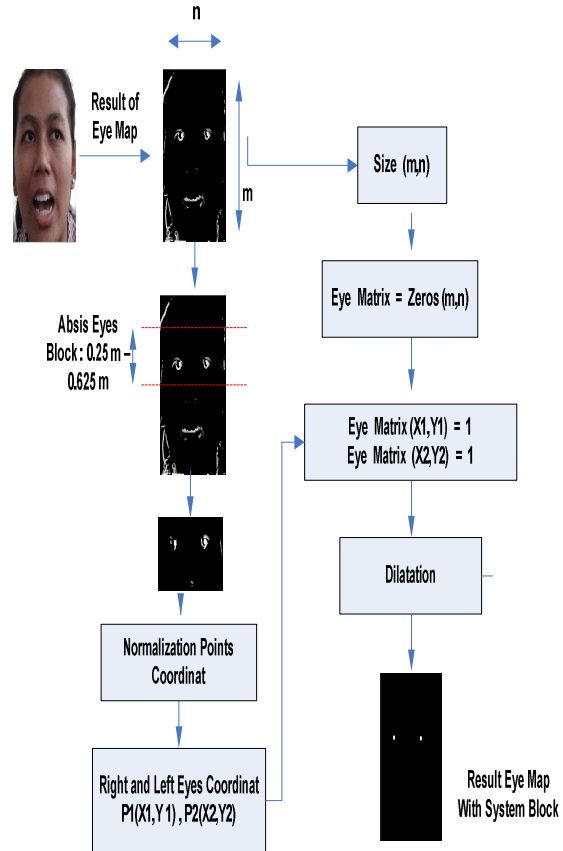 n
Result of
Eye Map
m
Size (m,n)
Eye Matrix = Zeros (m,n)
Absis Eyes
Block : 0.25 m –
0.625 m
Eye Matrix (X1,Y1) = 1
Eye Matrix (X2,Y2) = 1
Dilatation
Normalization Points
Coordinat
Right and Left Eyes Coordinat
P1(X1,Y 1) , P2(X2,Y2)
Result Eye Map
With System Block